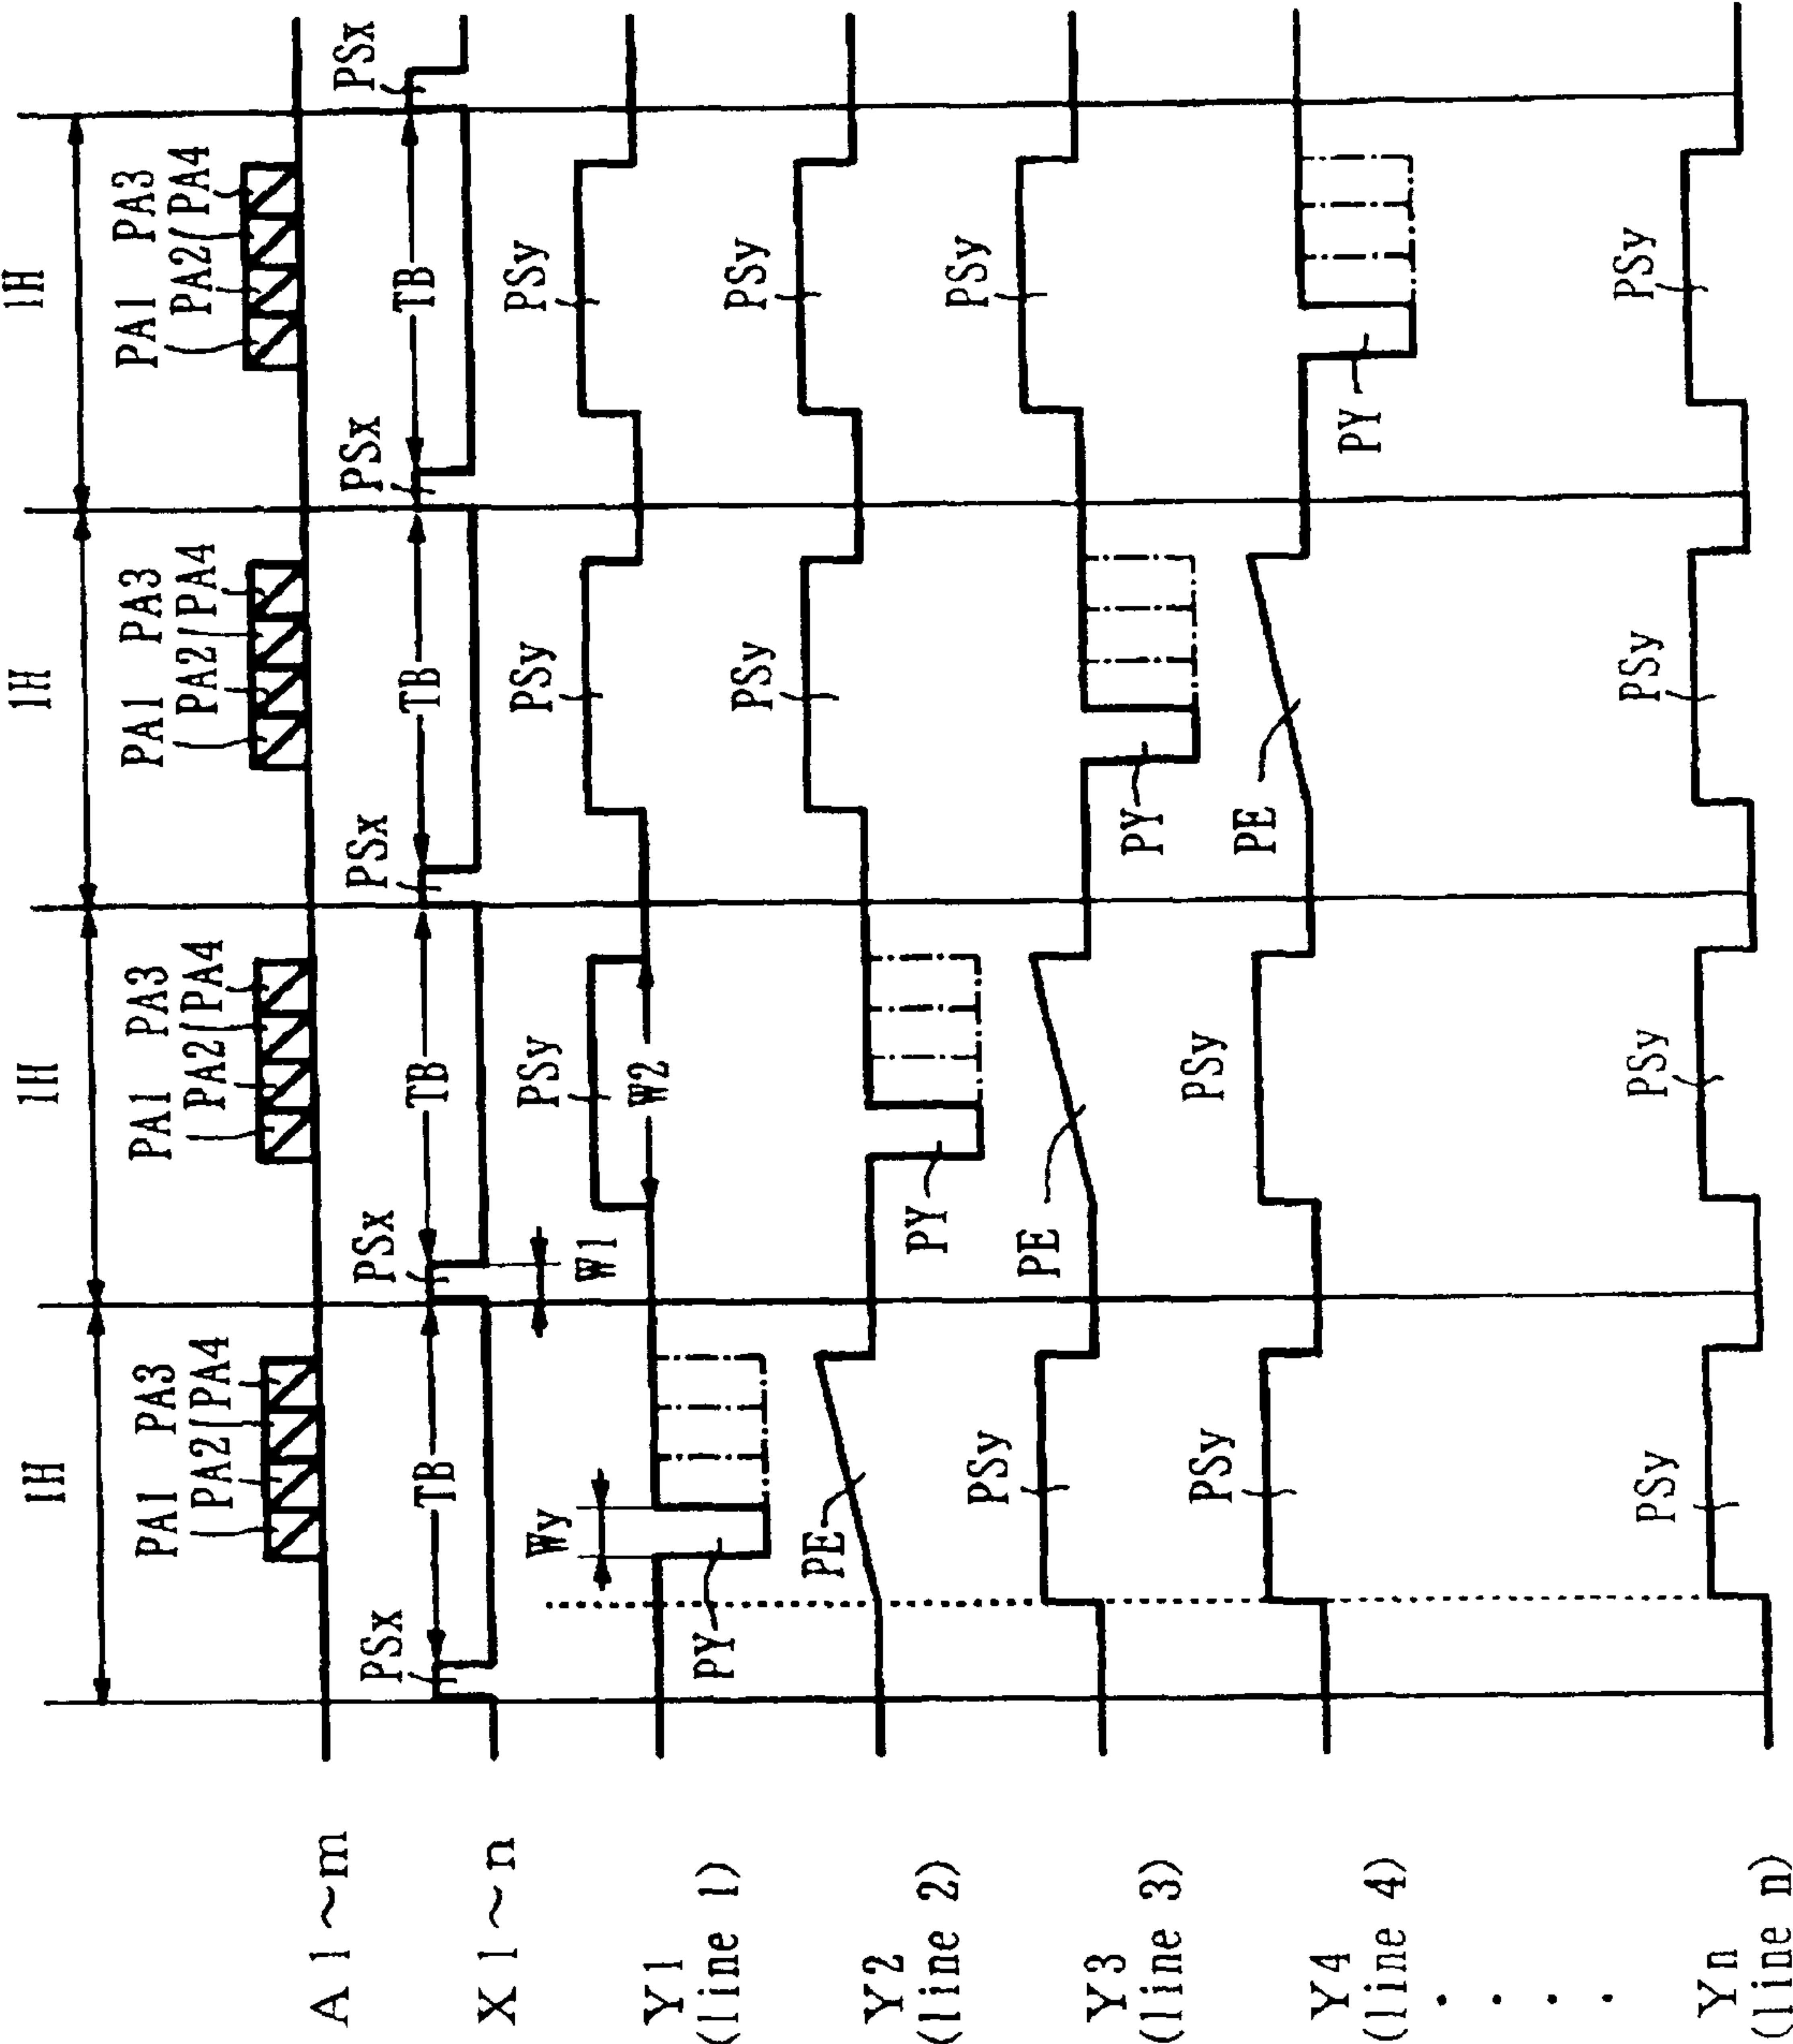 1H 1H 1H 1H
PA1 PA3 PA1 PA3 PA1 PA3 PA1 PA3
PA2 PA4 PA2 PA4 PA2 PA4 PA2 PA4
A1~m
PSx PSx PSx PSx PSx
TB TB TB TB
X1~n
Wy W1 PSy PSy PSy
W2
Y1
(line 1)
PY
PSy PSy
PE PY
Y2
(line 2)
PSy PE PSy
PY
Y3
(line 3)
PSy PSy PE PY
Y4
(line 4)
. . . .
PSy PSy PSy PSy
Yn
(line n)